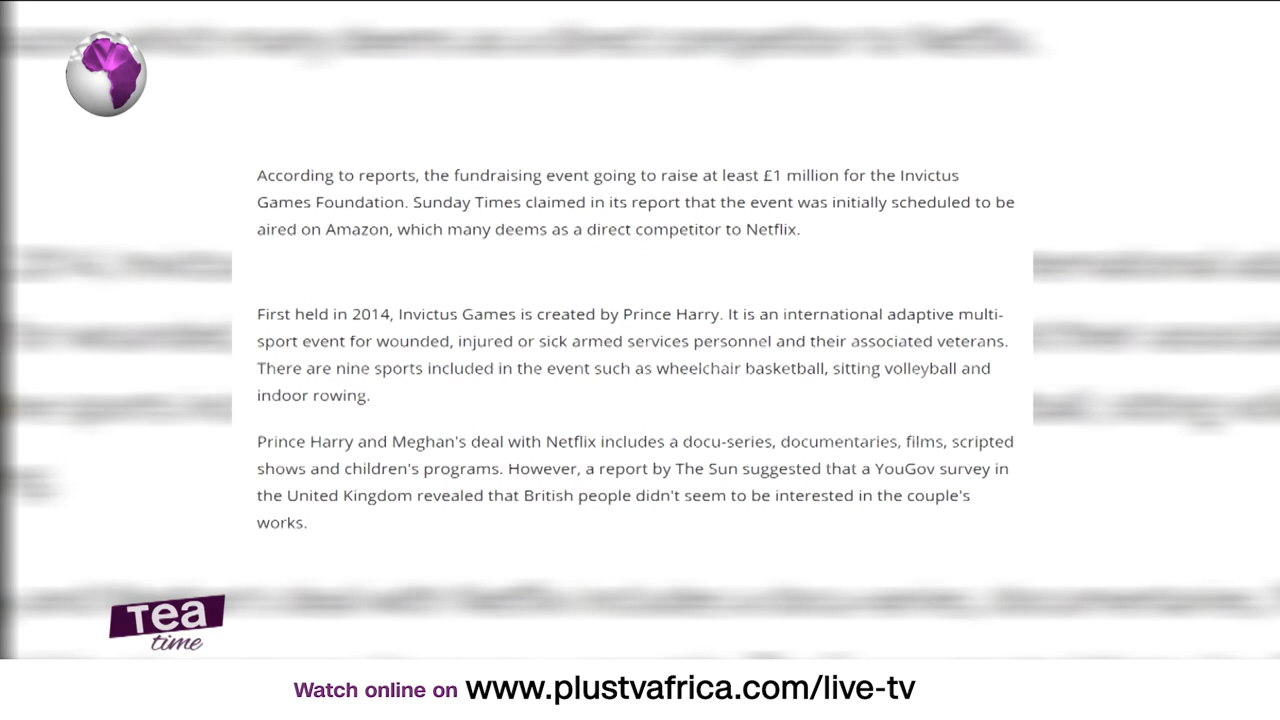 According to reports, the fundraising event going to raise at least £1 million for the Invictus
Games Foundation. Sunday Times claimed in its report that the event was initially scheduled to be
aired on Amazon, which many deems as a direct competitor to Netflix.
First held in 2014, Invictus Games is created by Prince Harry. It is an international adaptive multi-
sport event for wounded, injured or sick armed services personnel and their associated veterans.
There are nine sports included in the event such as wheelchair basketball, sitting volleyball and
indoor rowing.
Prince Harry and Meghan's deal with Netflix includes a docu-series, documentaries, films, scripted
shows and children's programs. However, a report by The Sun suggested that a YouGov survey in
the United Kingdom revealed that British people didn't seem to be interested in the couple's
works.
Tea
time
Watch online on www.plustvafrica.com/live-tv